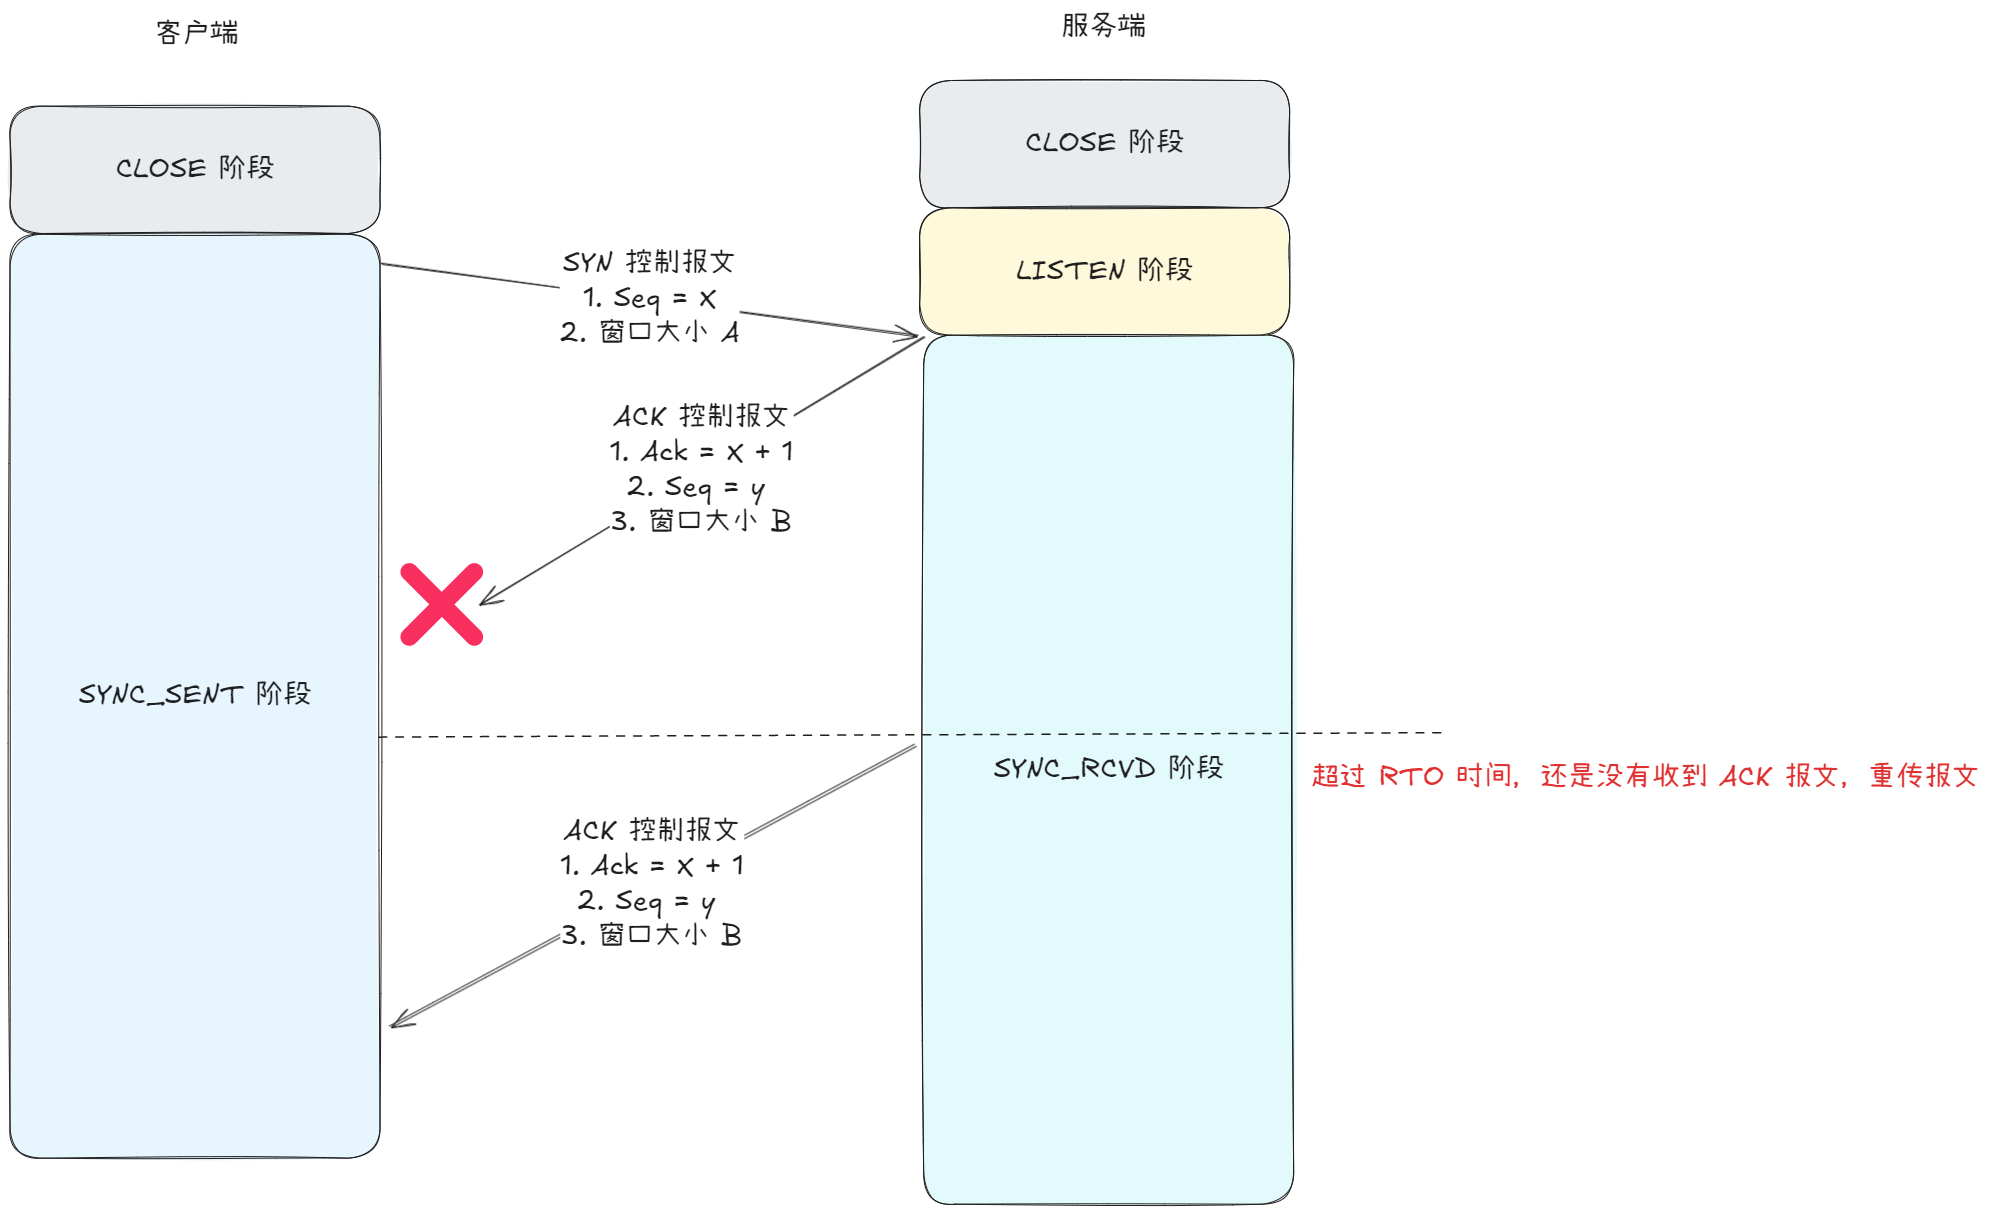 客户端
服务端
CLOSE 阶段
CLOSE 阶段
LISTEN 阶段
SYN 控制报文
1. Seq = x
2. 窗口大小 A
ACK 控制报文
1. Ack = x + 1
2. Seq = y
3. 窗口大小 B
SYNC_SENT 阶段
SYNC_RCVD 阶段
超过 RTO 时间，还是没有收到 ACK 报文，重传报文
ACK 控制报文
1. Ack = x + 1
2. Seq = y
3. 窗口大小 B